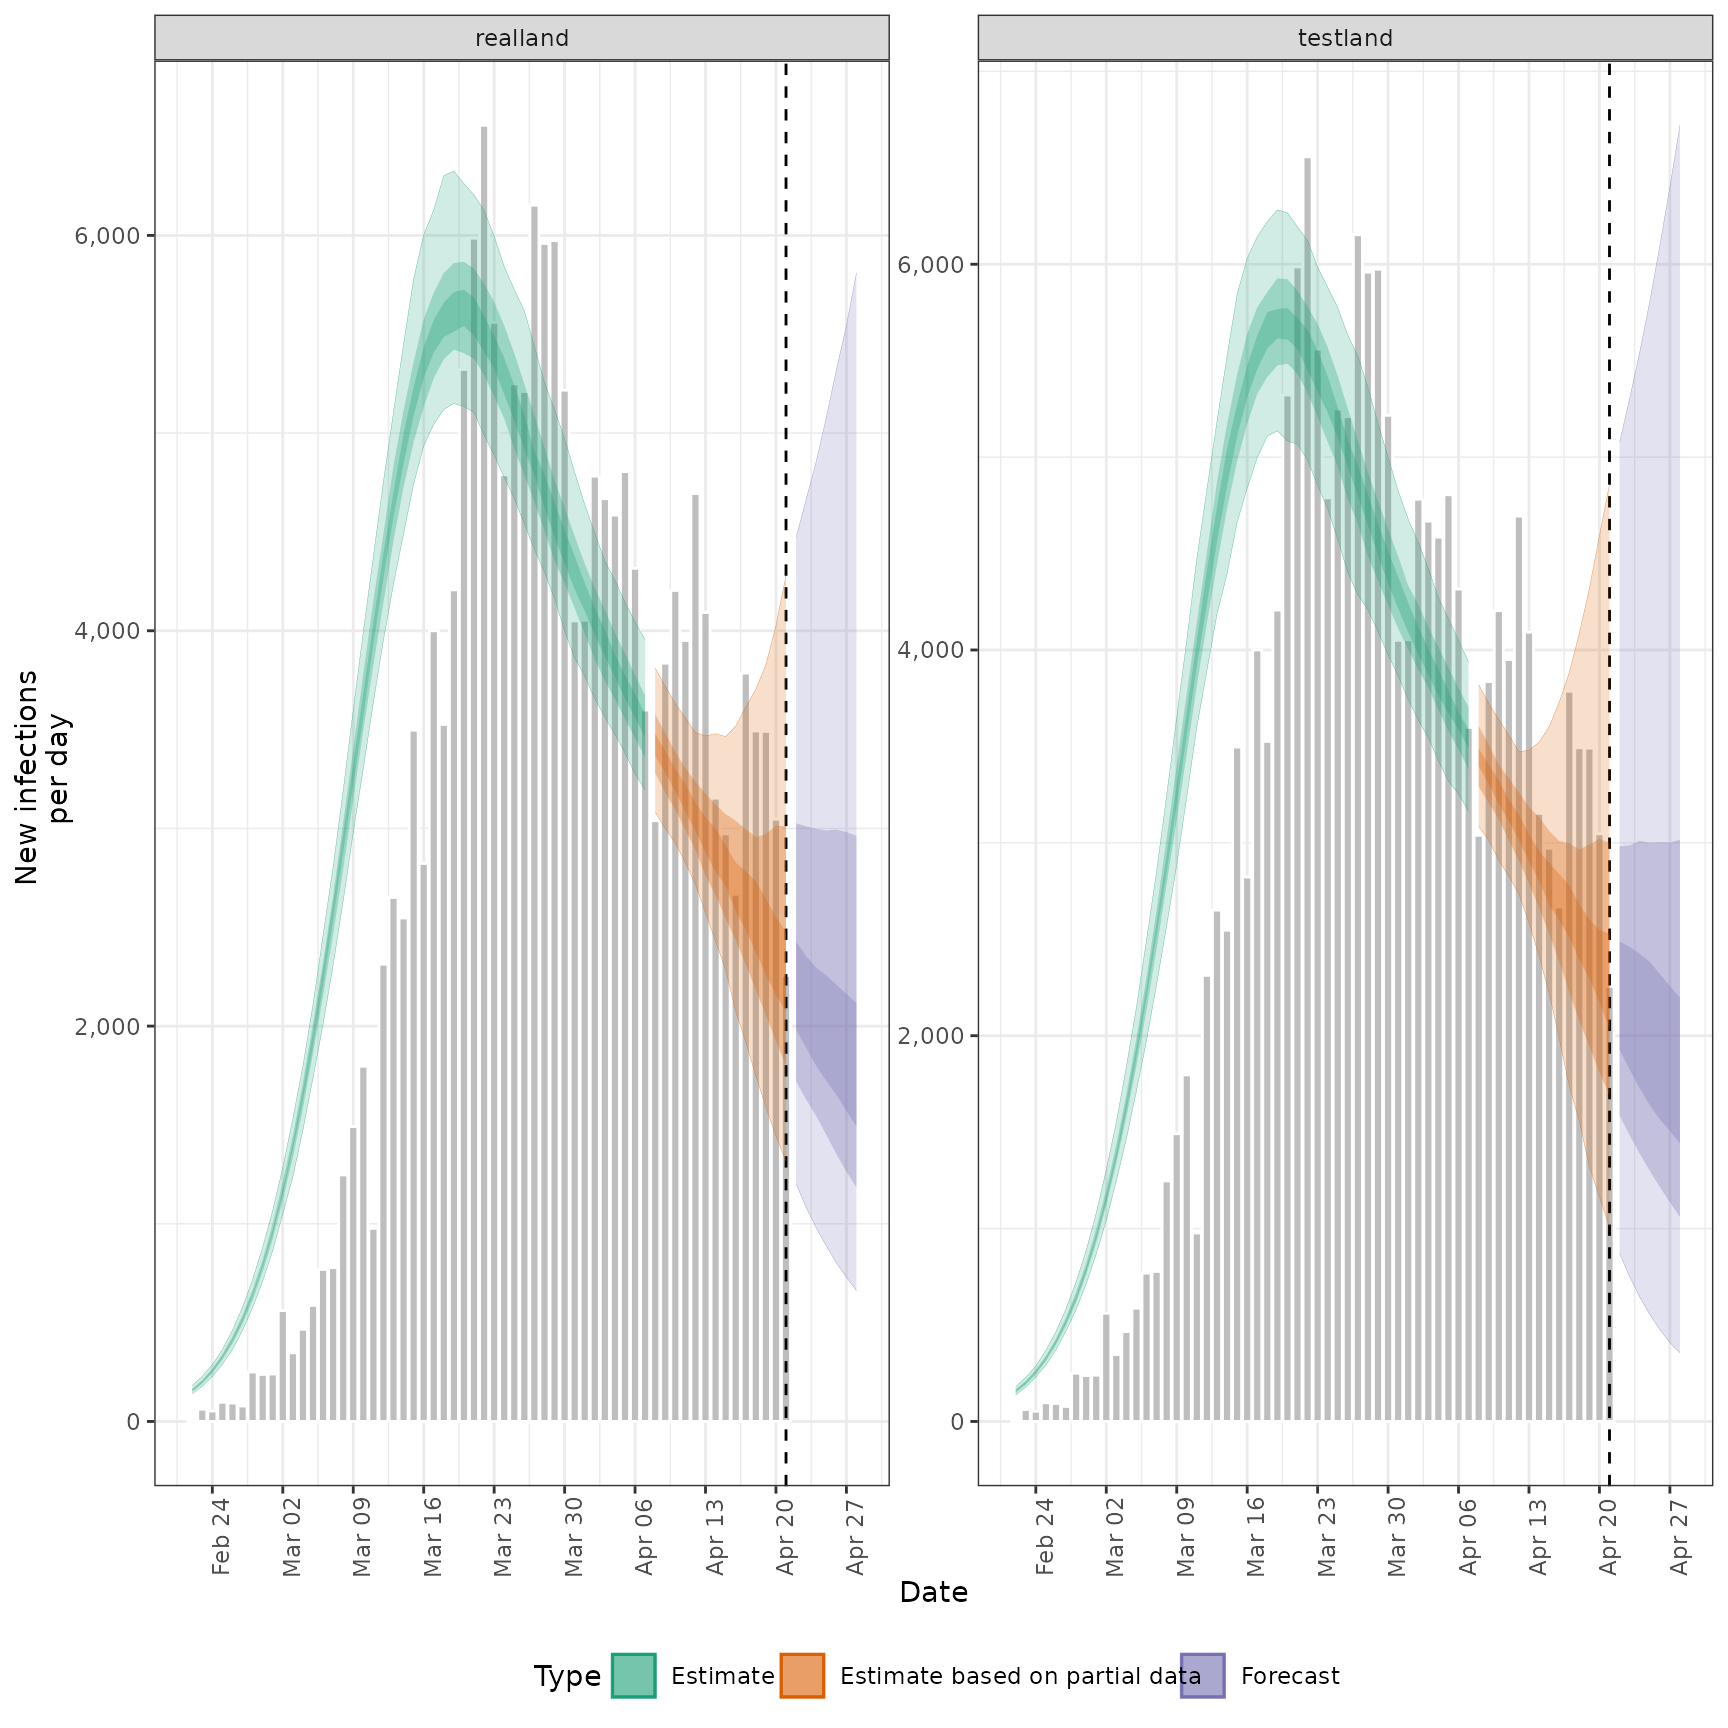 realland
testland
New infections
per day
6,000
4,000
2,000
0
6,000
4,000
2,000
0
Feb 24
Mar 02
Mar 09
Mar 16
Mar 23
Mar 30
Apr 06
Apr 13
Apr 20
Apr 27
Feb 24
Mar 02
Mar 09
Mar 16
Mar 23
Mar 30
Apr 06
Apr 13
Apr 20
Apr 27
Date
Type Estimate Estimate based on partial data Forecast